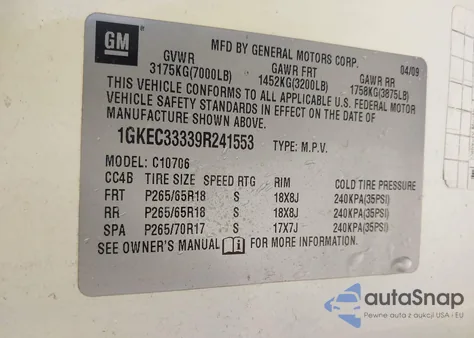 GM
MFD BY GENERAL MOTORS CORP.
04/09
GVWR GAWR FRT GAWR RR
3175KG(7000LB) 1452KG(3200LB) 1758KG(3875LB)
THIS VEHICLE CONFORMS TO ALL APPLICABLE U.S. FEDERAL MOTOR
VEHICLE SAFETY STANDARDS IN EFFECT ON THE DATE OF
MANUFACTURE SHOWN ABOVE.
1GKEC33339R241553 TYPE: M.P.V.
MODEL: C10706
CC4B TIRE SIZE SPEED RTG RIM COLD TIRE PRESSURE
FRT P265/65R18 S 18X8J 240KPA(35PSI)
RR P265/65R18 S 18X8J 240KPA(35PSI)
SPA P265/70R17 S 17X7J 240KPA(35PSI)
SEE OWNER'S MANUAL FOR MORE INFORMATION.
autoSnap
Pewne auta z aukcji USA i EU